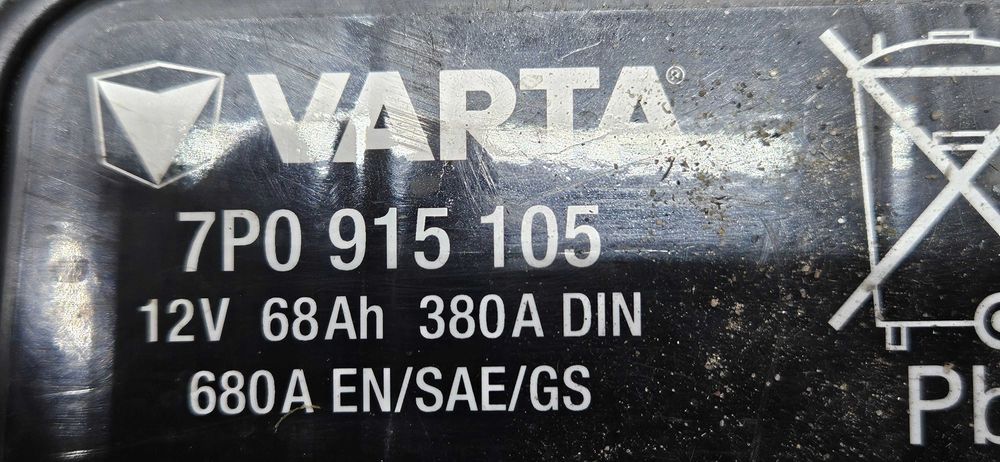 VARTA®
7P0 915 105
12V 68Ah 380A DIN
680A EN/SAE/GS
Pb